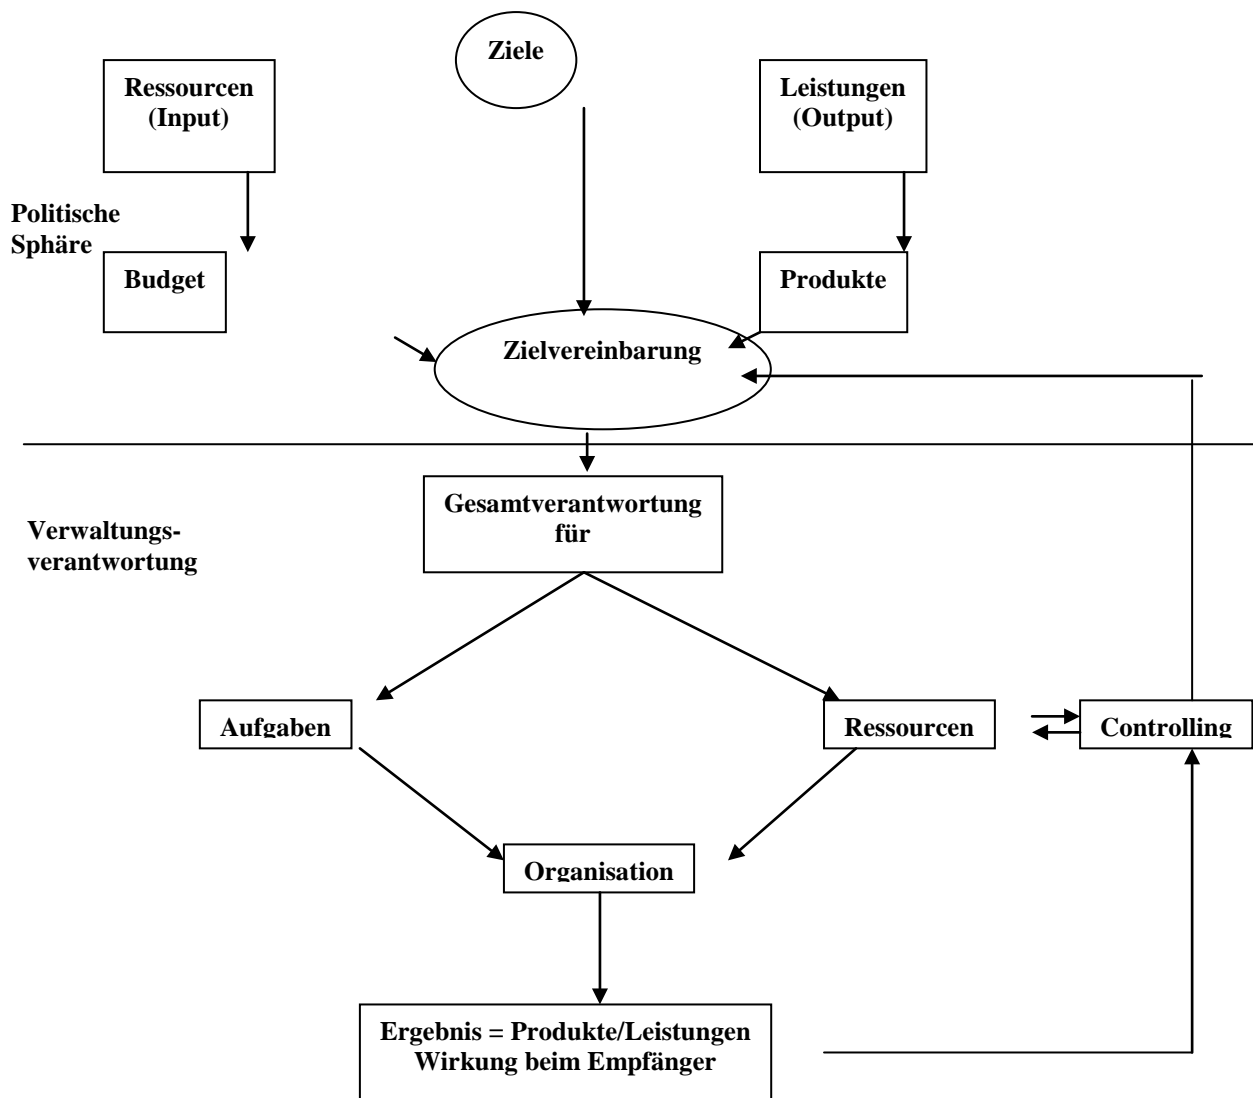 Ziele
Ressourcen
(Input)
Leistungen
(Output)
Politische
Sphäre
Budget
Produkte
Zielvereinbarung
Gesamtverantwortung
für
Verwaltungs-
verantwortung
Aufgaben
Ressourcen
Controlling
Organisation
Ergebnis = Produkte/Leistungen
Wirkung beim Empfänger